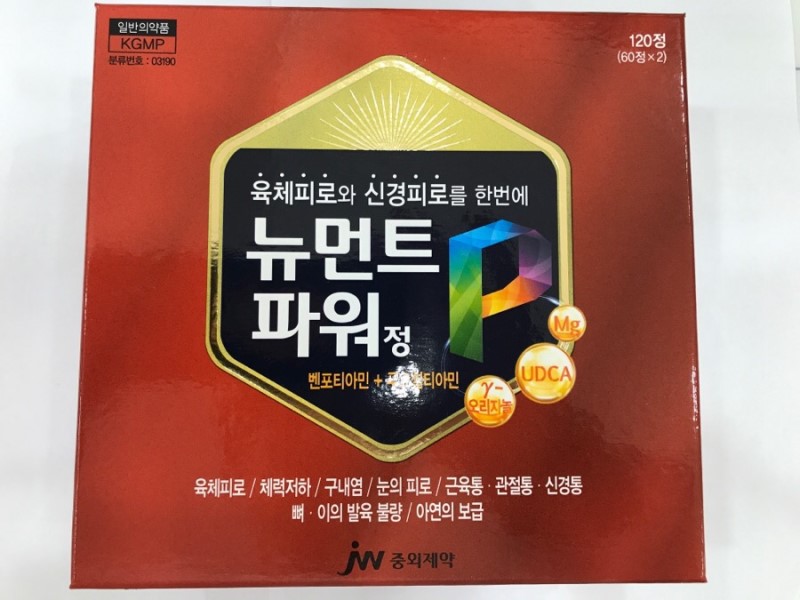 일반의약품
KGMP
분류번호 : 03190
120정
(60정×2)
육체피로와 신경피로를 한번에
뉴먼트
파워정
P
벤포티아민 +
Mg
UDCA
γ-
오리자놀
육체피로 / 체력저하 / 구내염 / 눈의 피로 / 근육통 · 관절통 · 신경통
뼈 · 이의 발육 불량 / 아연의 보급
jw 중외제약